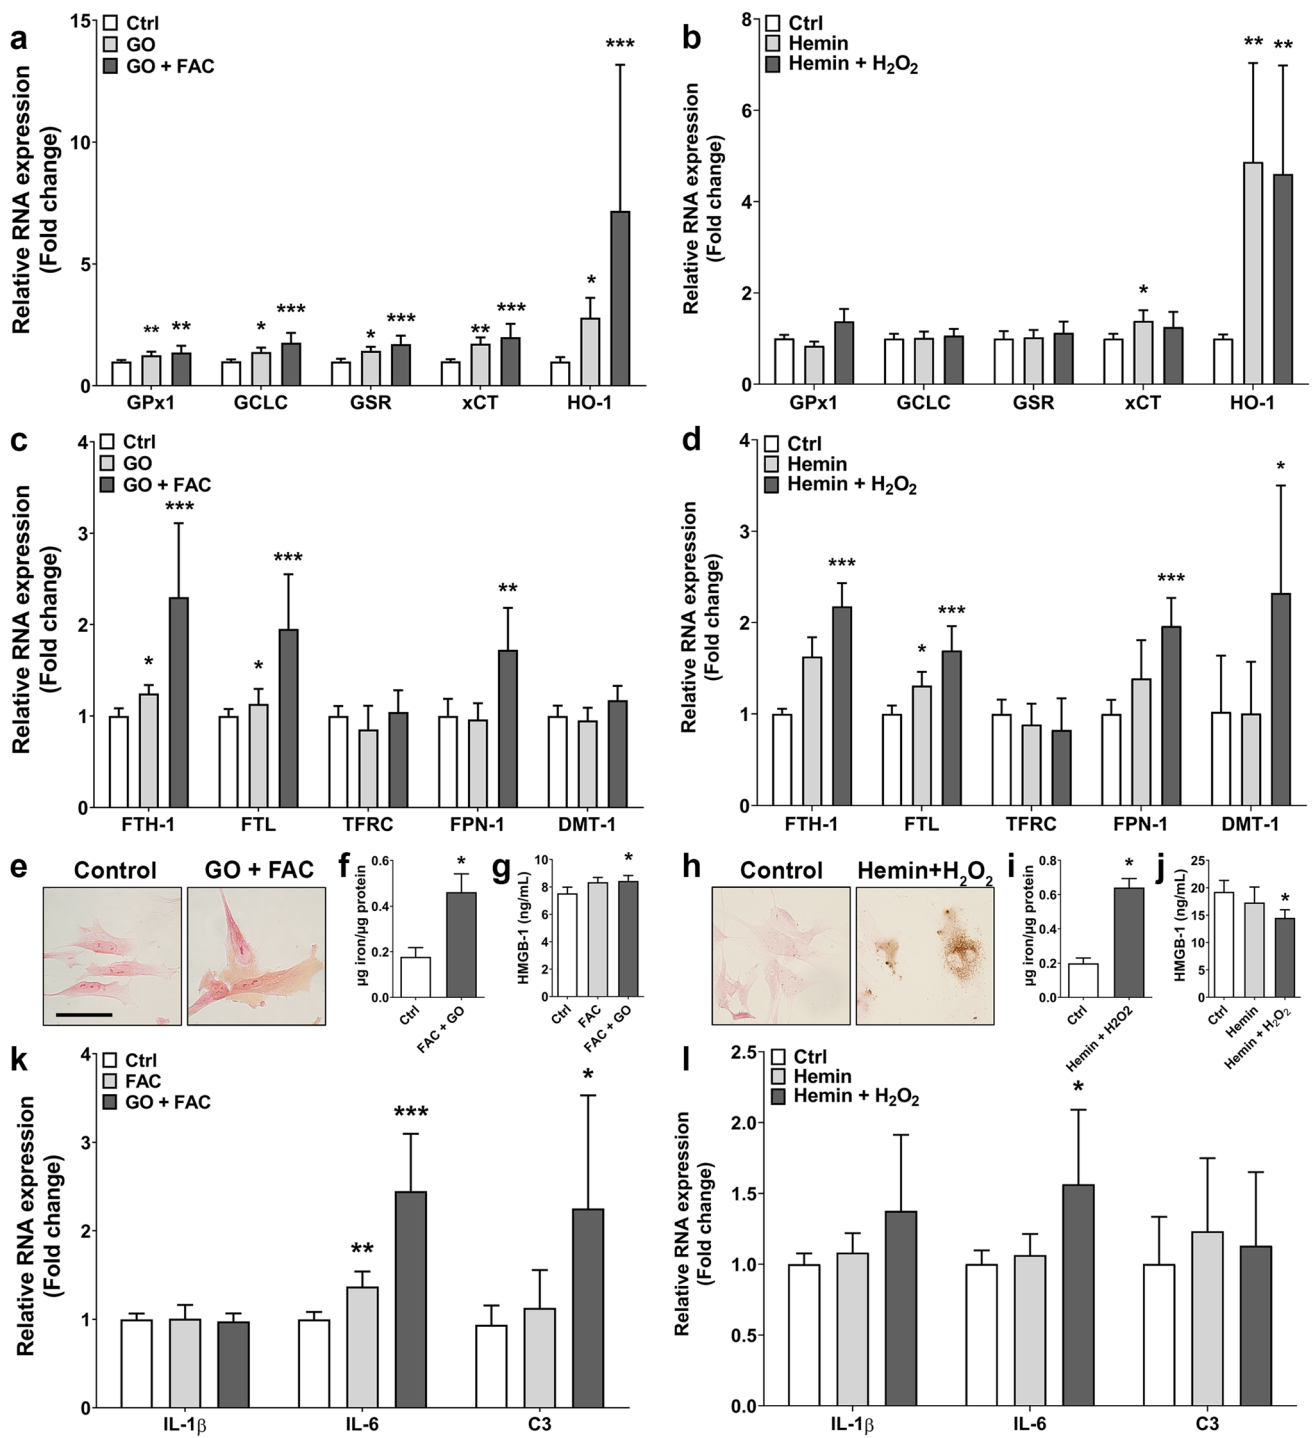 a
Relative RNA expression
(Fold change)
15
10
5
0
Ctrl
GO
GO + FAC
** **
* ***
* ***
** ***
* ***
GPx1 GCLC GSR xCT HO-1
b
Relative RNA expression
(Fold change)
8
6
4
2
0
Ctrl
Hemin
Hemin + H₂O₂
*
** **
GPx1 GCLC GSR xCT HO-1
c
Relative RNA expression
(Fold change)
4
3
2
1
0
Ctrl
GO
GO + FAC
* ***
* ***
**
FTH-1 FTL TFRC FPN-1 DMT-1
d
Relative RNA expression
(Fold change)
4
3
2
1
0
Ctrl
Hemin
Hemin + H₂O₂
***
* ***
***
*
FTH-1 FTL TFRC FPN-1 DMT-1
e
Control GO + FAC
f
µg iron/µg protein
0.6
0.4
0.2
0.0
*
Ctrl
FAC + GO
g
HMGB-1 (ng/mL)
10
8
6
4
2
0
*
Ctrl
FAC
FAC + GO
h
Control Hemin+H₂O₂
i
µg iron/µg protein
0.8
0.6
0.4
0.2
0.0
*
Ctrl
Hemin + H2O2
j
HMGB-1 (ng/mL)
25
20
15
10
5
0
*
Ctrl
Hemin
Hemin + H₂O₂
k
Relative RNA expression
(Fold change)
4
3
2
1
0
Ctrl
FAC
GO + FAC
** ***
*
IL-1β IL-6 C3
l
Relative RNA expression
(Fold change)
2.5
2.0
1.5
1.0
0.5
0.0
Ctrl
Hemin
Hemin + H₂O₂
*
IL-1β IL-6 C3